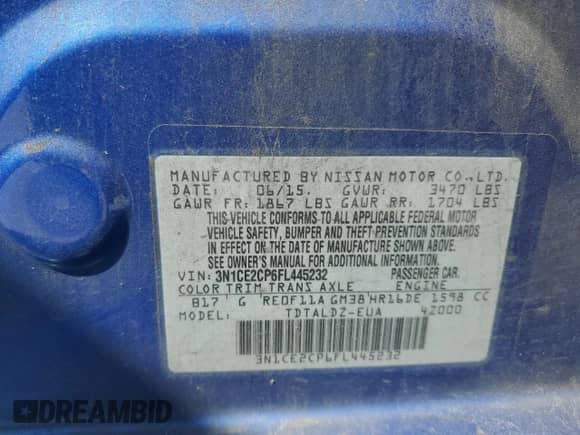 MANUFACTURED BY NISSAN MOTOR CO.,LTD.
DATE: 06/15. GVWR: 3470 LBS
GAWR FR: 1867 LBS GAWR RR: 1704 LBS
THIS VEHICLE CONFORMS TO ALL APPLICABLE FEDERAL MOTOR
VEHICLE SAFETY, BUMPER AND THEFT-PREVENTION STANDARDS
IN EFFECT ON THE DATE OF MANUFACTURE SHOWN ABOVE. SEE
OWNER'S MANUAL FOR ADDITIONAL INFORMATION.
VIN: 3N1CE2CP6FL445232 PASSENGER CAR.
COLOR TRIM TRANS AXLE ENGINE
B17 G RE0F11A GM38 HR16DE 1598 CC
MODEL: TDTALDZ-EUA 42000
3N1CE2CP6FL445232
DREAMBID